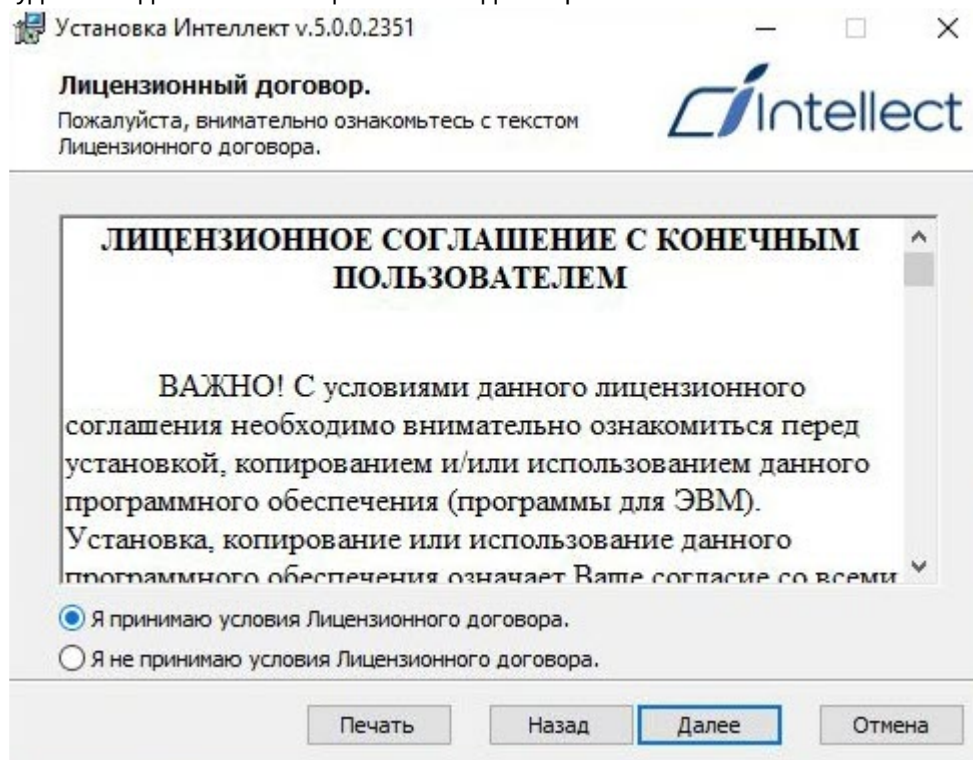 Установка Интеллект v.5.0.0.2351
Лицензионный договор.
Пожалуйста, внимательно ознакомьтесь с текстом
Лицензионного договора.
Intellect
ЛИЦЕНЗИОННОЕ СОГЛАШЕНИЕ С КОНЕЧНЫМ
ПОЛЬЗОВАТЕЛЕМ
ВАЖНО! С условиями данного лицензионного
соглашения необходимо внимательно ознакомиться перед
установкой, копированием и/или использованием данного
программного обеспечения (программы для ЭВМ).
Установка, копирование или использование данного
программного обеспечения означает Ваше согласие со всеми
Я принимаю условия Лицензионного договора.
Я не принимаю условия Лицензионного договора.
Печать Назад Далее Отмена